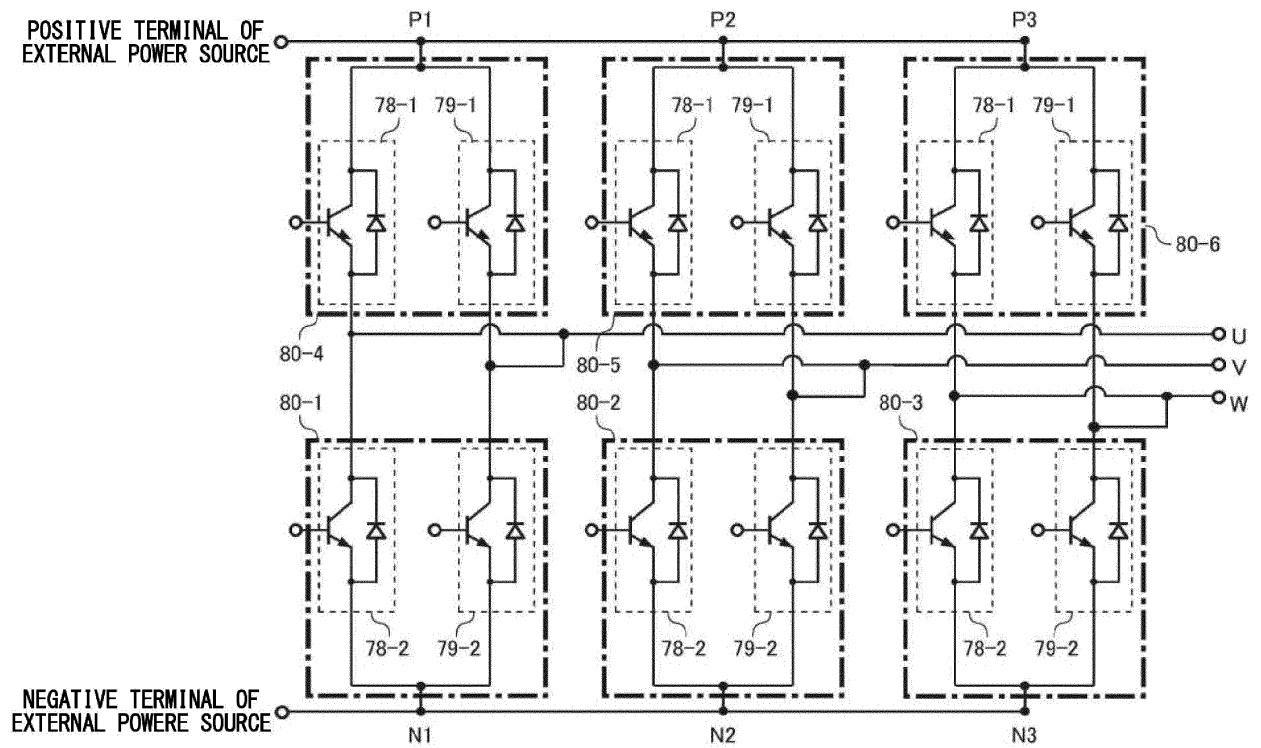 P1 P2 P3
POSITIVE TERMINAL OF
EXTERNAL POWER SOURCE
78-1 79-1 78-1 79-1 78-1 79-1
80-6
80-4 80-5 U
V
80-1 80-2 80-3 W
78-2 79-2 78-2 79-2 78-2 79-2
NEGATIVE TERMINAL OF
EXTERNAL POWERE SOURCE
N1 N2 N3